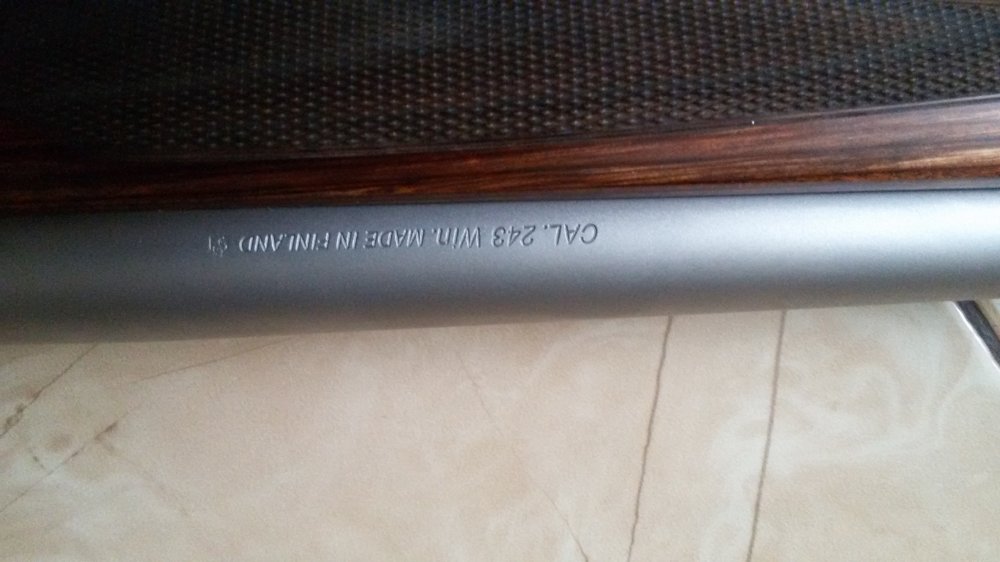 CAL. 243 Win. MADE IN FINLAND